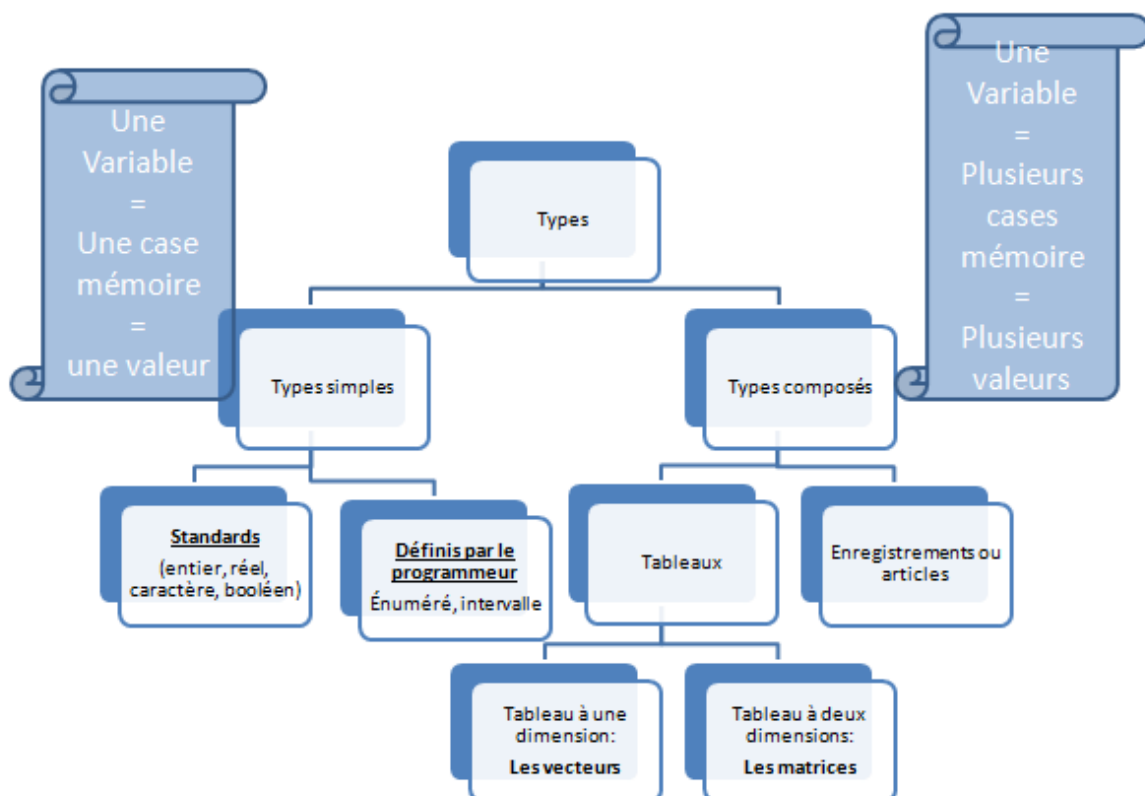 Une
Variable
=
Une case
mémoire
=
une valeur
Une
Variable
=
Plusieurs
cases
mémoire
=
Plusieurs
valeurs
Types
Types simples
Types composés
Standards
(entier, réel,
caractère, booléen)
Définis par le
programmeur
Énuméré, intervalle
Tableaux
Enregistrements ou
articles
Tableau à une
dimension:
Les vecteurs
Tableau à deux
dimensions:
Les matrices